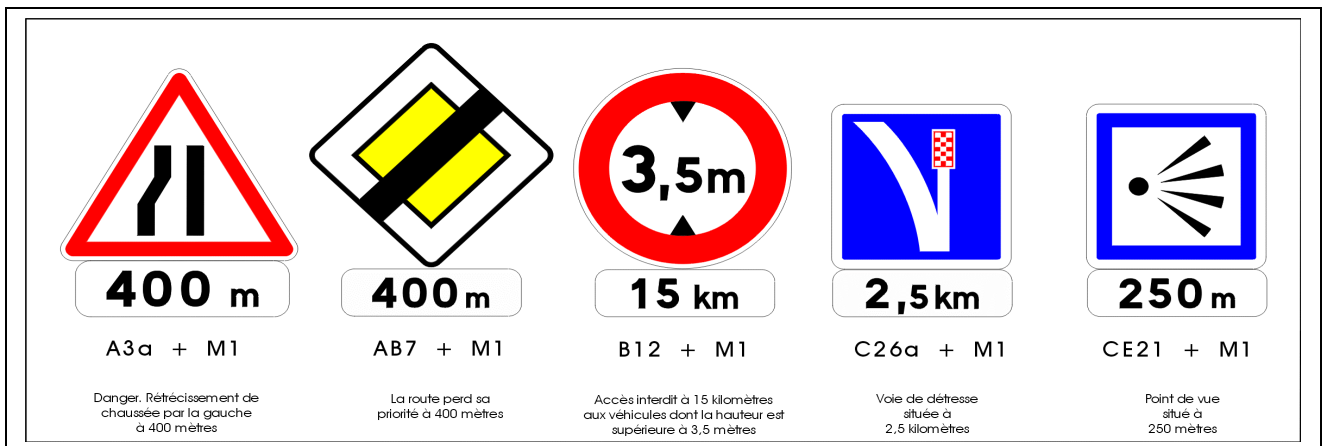 3,5m
400 m
400 m
15 km
2,5km
250 m
A3a + M1
AB7 + M1
B12 + M1
C26a + M1
CE21 + M1
Danger. Rétrécissement de
chaussée par la gauche
à 400 mètres
La route perd sa
priorité à 400 mètres
Accès interdit à 15 kilomètres
aux véhicules dont la hauteur est
supérieure à 3,5 mètres
Voie de détresse
située à
2,5 kilomètres
Point de vue
situé à
250 mètres